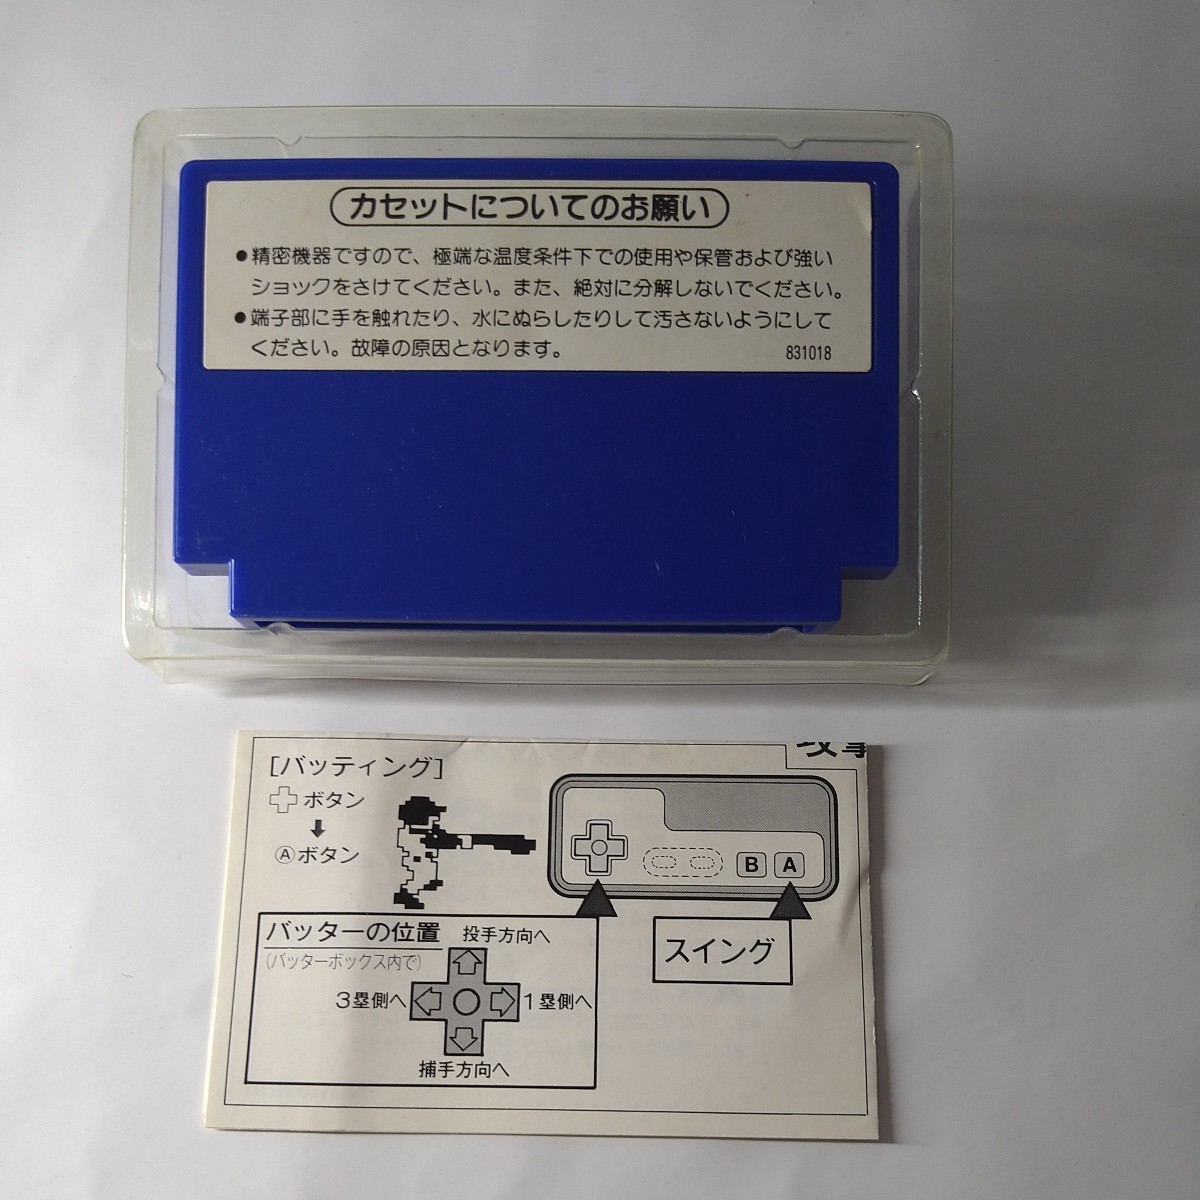 カセットについてのお願い
●精密機器ですので、極端な温度条件下での使用や保管および強い
ショックをさけてください。また、絶対に分解しないでください。
●端子部に手を触れたり、水にぬらしたりして汚さないようにして
ください。故障の原因となります。
831018
[バッティング]
ボタン
Ⓐボタン
B A
バッターの位置
(バッターボックス内で)
投手方向へ
3塁側へ
1塁側へ
捕手方向へ
スイング